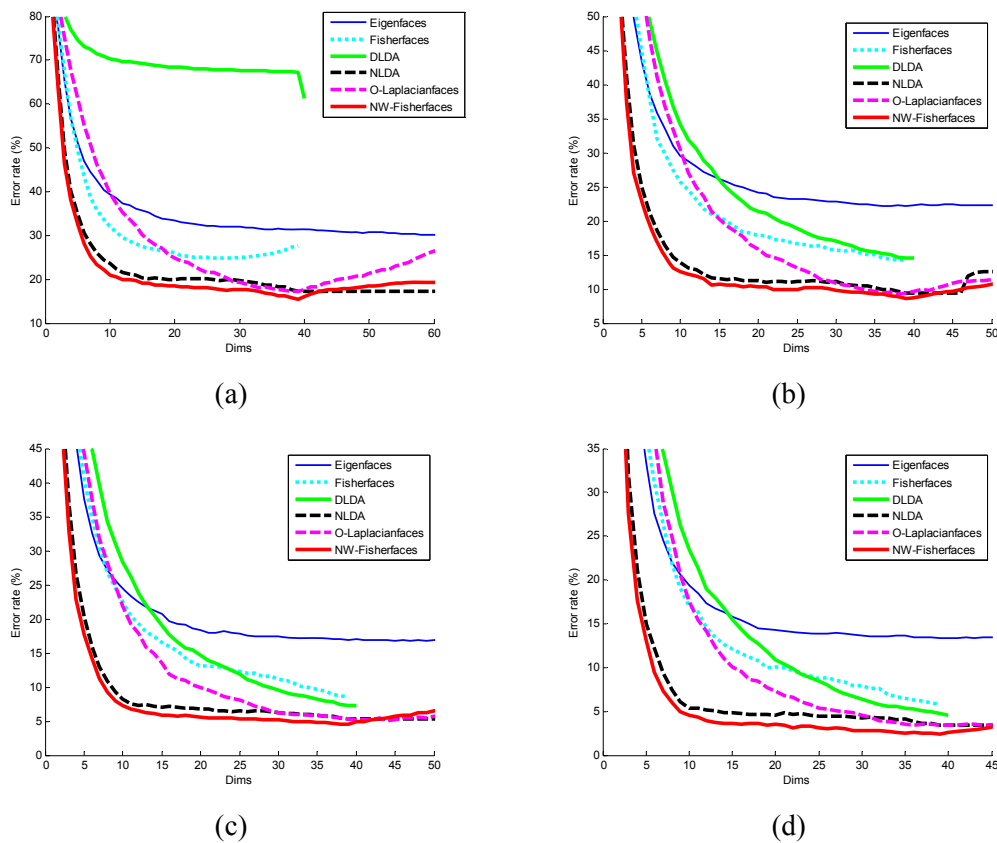 80
70
60
50
40
30
20
10
0
10
20
30
40
50
60
Error rate (%)
Dims
Eigenfaces
Fisherfaces
DLDA
NLDA
O-Laplacianfaces
NW-Fisherfaces
(a)
50
45
40
35
30
25
20
15
10
5
0
5
10
15
20
25
30
35
40
45
50
Error rate (%)
Dims
Eigenfaces
Fisherfaces
DLDA
NLDA
O-Laplacianfaces
NW-Fisherfaces
(b)
45
40
35
30
25
20
15
10
5
0
0
5
10
15
20
25
30
35
40
45
50
Error rate (%)
Dims
Eigenfaces
Fisherfaces
DLDA
NLDA
O-Laplacianfaces
NW-Fisherfaces
(c)
35
30
25
20
15
10
5
0
0
5
10
15
20
25
30
35
40
45
Error rate (%)
Dims
Eigenfaces
Fisherfaces
DLDA
NLDA
O-Laplacianfaces
NW-Fisherfaces
(d)